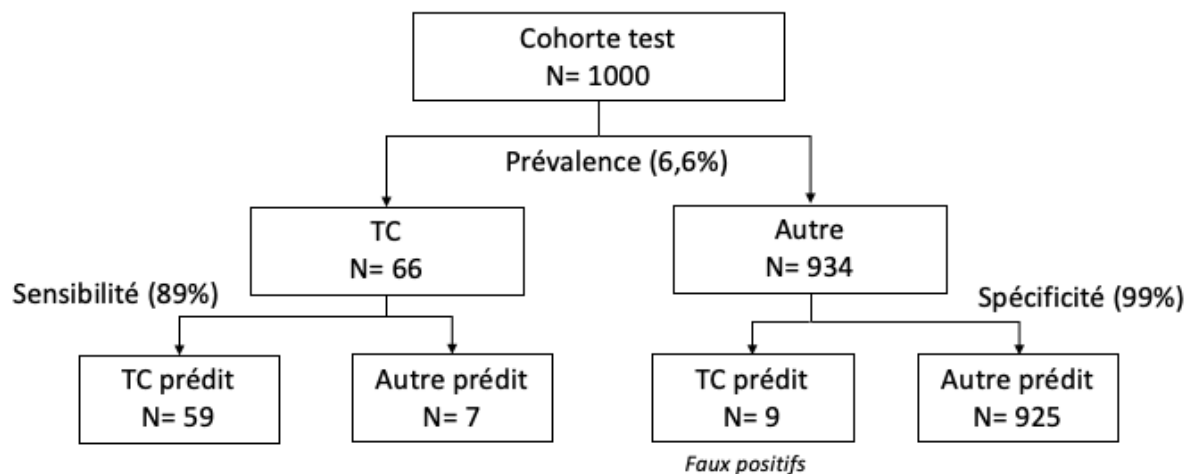 Cohorte test
N= 1000
Prévalence (6,6%)
TC
N= 66
Autre
N= 934
Sensibilité (89%)
Spécificité (99%)
TC prédit
N= 59
Autre prédit
N= 7
TC prédit
N= 9
Autre prédit
N= 925
Faux positifs